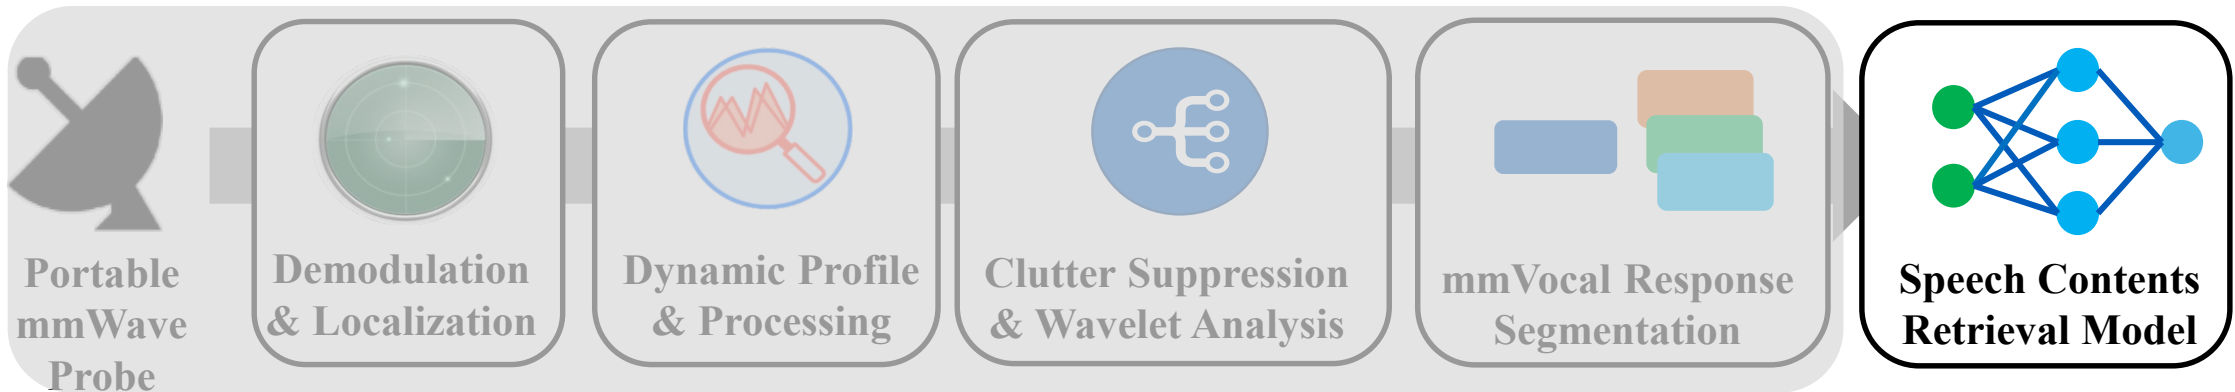 Portable
mmWave
Probe
Demodulation
& Localization
Dynamic Profile
& Processing
Clutter Suppression
& Wavelet Analysis
mmVocal Response
Segmentation
Speech Contents
Retrieval Model